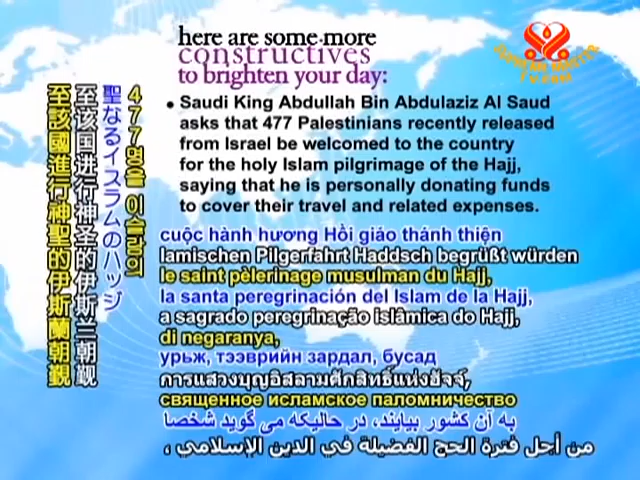 here are some more
constructives
to brighten your day:
• Saudi King Abdullah Bin Abdulaziz Al Saud
asks that 477 Palestinians recently released
from Israel be welcomed to the country
for the holy Islam pilgrimage of the Hajj,
saying that he is personally donating funds
to cover their travel and related expenses.
477명을 이슬라의
聖なるイスラムのハッジ
至该国进行神圣的伊斯兰朝觐
至該國進行神聖的伊斯蘭朝覲
cuộc hành hương Hồi giáo thánh thiện
lamischen Pilgerfahrt Haddsch begrüßt würden
le saint pèlerinage musulman du Hajj,
la santa peregrinación del Islam de la Hajj,
a sagrado peregrinação islâmica do Hajj,
di negaranya,
урьж, тээврийн зардал, бусад
การแสวงบุญอิสลามศักสิทธิ์แห่งฮัจจ์,
священное исламское паломничество
به آن کشور بیایند، در حالیکه می گوید شخصا
من أجل فترة الحج الفضيلة في الدين الإسلامي ،